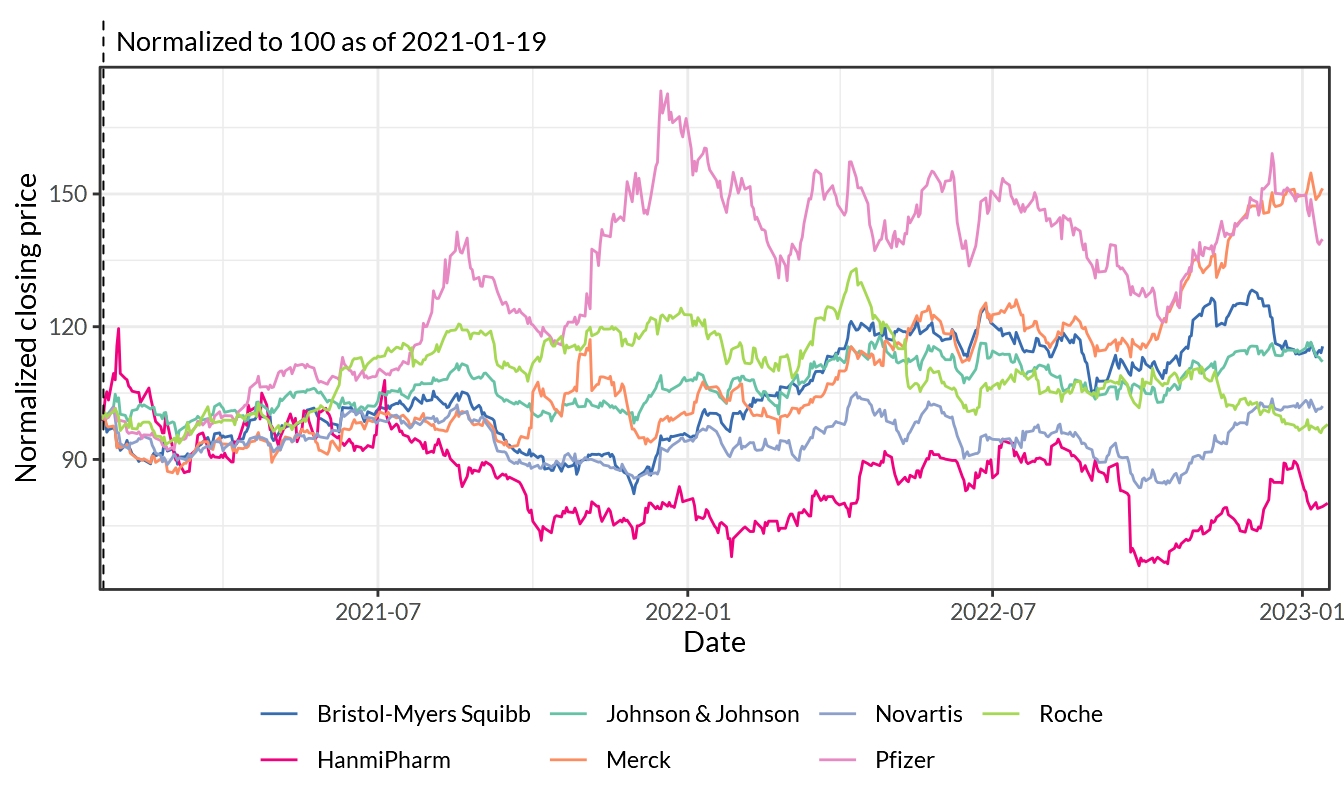 Normalized to 100 as of 2021-01-19
Normalized closing price
150
120
90
2021-07 2022-01 2022-07 2023-01
Date
Bristol-Myers Squibb Johnson & Johnson Novartis Roche
HanmiPharm Merck Pfizer